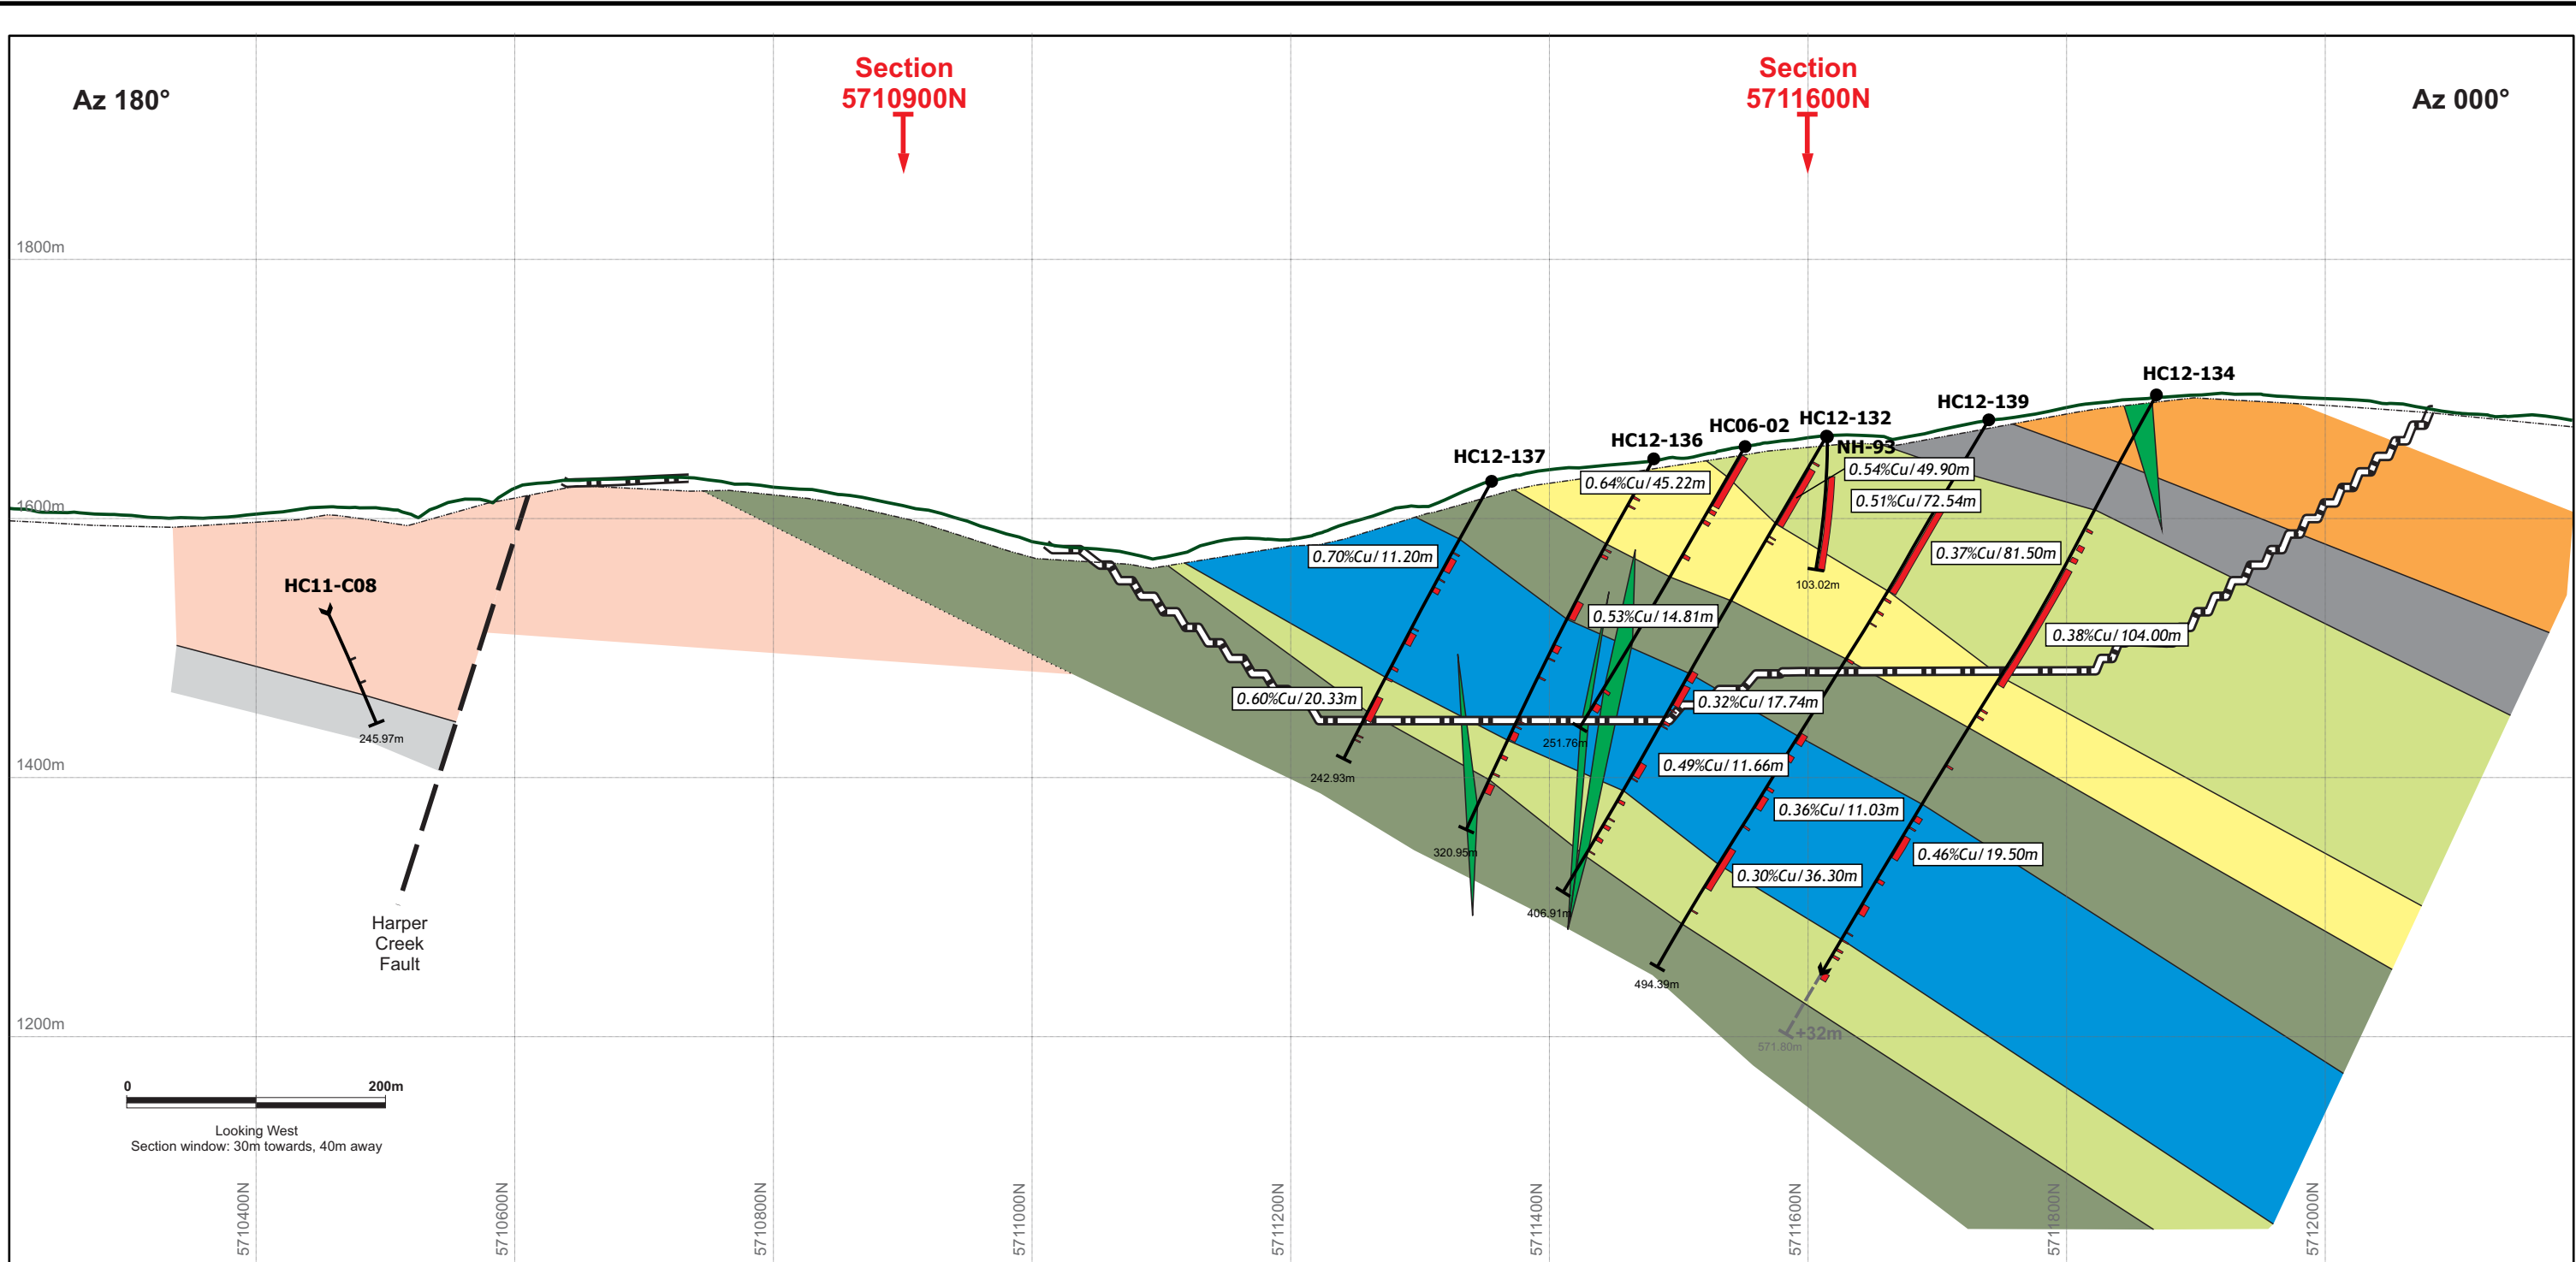 Section
5710900N
Section
5711600N
Az 180°
Az 000°
1800m
HC12-134
HC12-139
HC12-132
HC06-02
HC12-136
NH-93
HC12-137
0.54%Cu/49.90m
0.64%Cu/45.22m
0.51%Cu/72.54m
1600m
0.70%Cu/11.20m
0.37%Cu/81.50m
HC11-C08
103.02m
0.53%Cu/14.81m
0.38%Cu/104.00m
0.60%Cu/20.33m
0.32%Cu/17.74m
245.97m
251.76m
1400m
0.49%Cu/11.66m
242.93m
0.36%Cu/11.03m
320.95m
0.46%Cu/19.50m
0.30%Cu/36.30m
406.91m
Harper
Creek
Fault
494.39m
1200m
+32m
571.80m
0
200m
Looking West
Section window: 30m towards, 40m away
5710400N
5710600N
5710800N
5711000N
5711200N
5711400N
5711600N
5711800N
5712000N